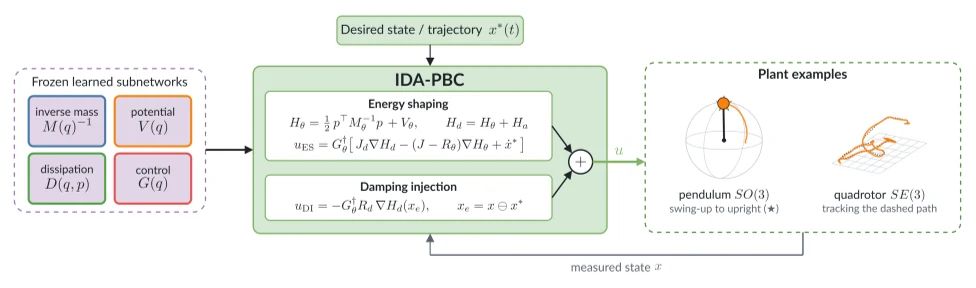 Desired state / trajectory x*(t)
Frozen learned subnetworks
inverse mass
M(q)⁻¹
potential
V(q)
dissipation
D(q, p)
control
G(q)
IDA-PBC
Energy shaping
H_θ = ½ p^⊤ M_θ⁻¹ p + V_θ,    H_d = H_θ + H_a
u_ES = G_θ^† [ J_d ∇H_d − (J − R_θ)∇H_θ + ẋ* ]
Damping injection
u_DI = −G_θ^† R_d ∇H_d(x_e),    x_e = x ⊖ x*
+
u
Plant examples
pendulum SO(3)
swing-up to upright (★)
quadrotor SE(3)
tracking the dashed path
measured state x